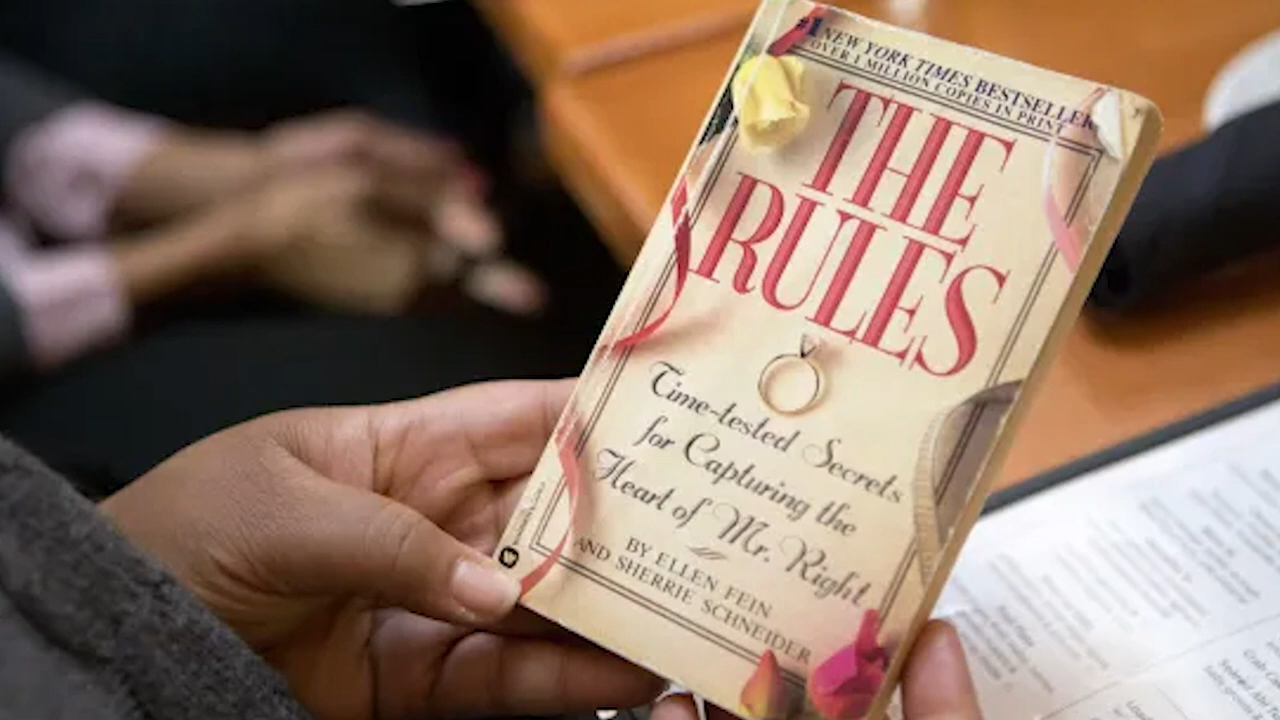 #1 NEW YORK TIMES BESTSELLER
OVER 1 MILLION COPIES IN PRINT
THE
RULES
Time-tested Secrets
for Capturing the
Heart of Mr. Right
BY ELLEN FEIN
AND SHERRIE SCHNEIDER